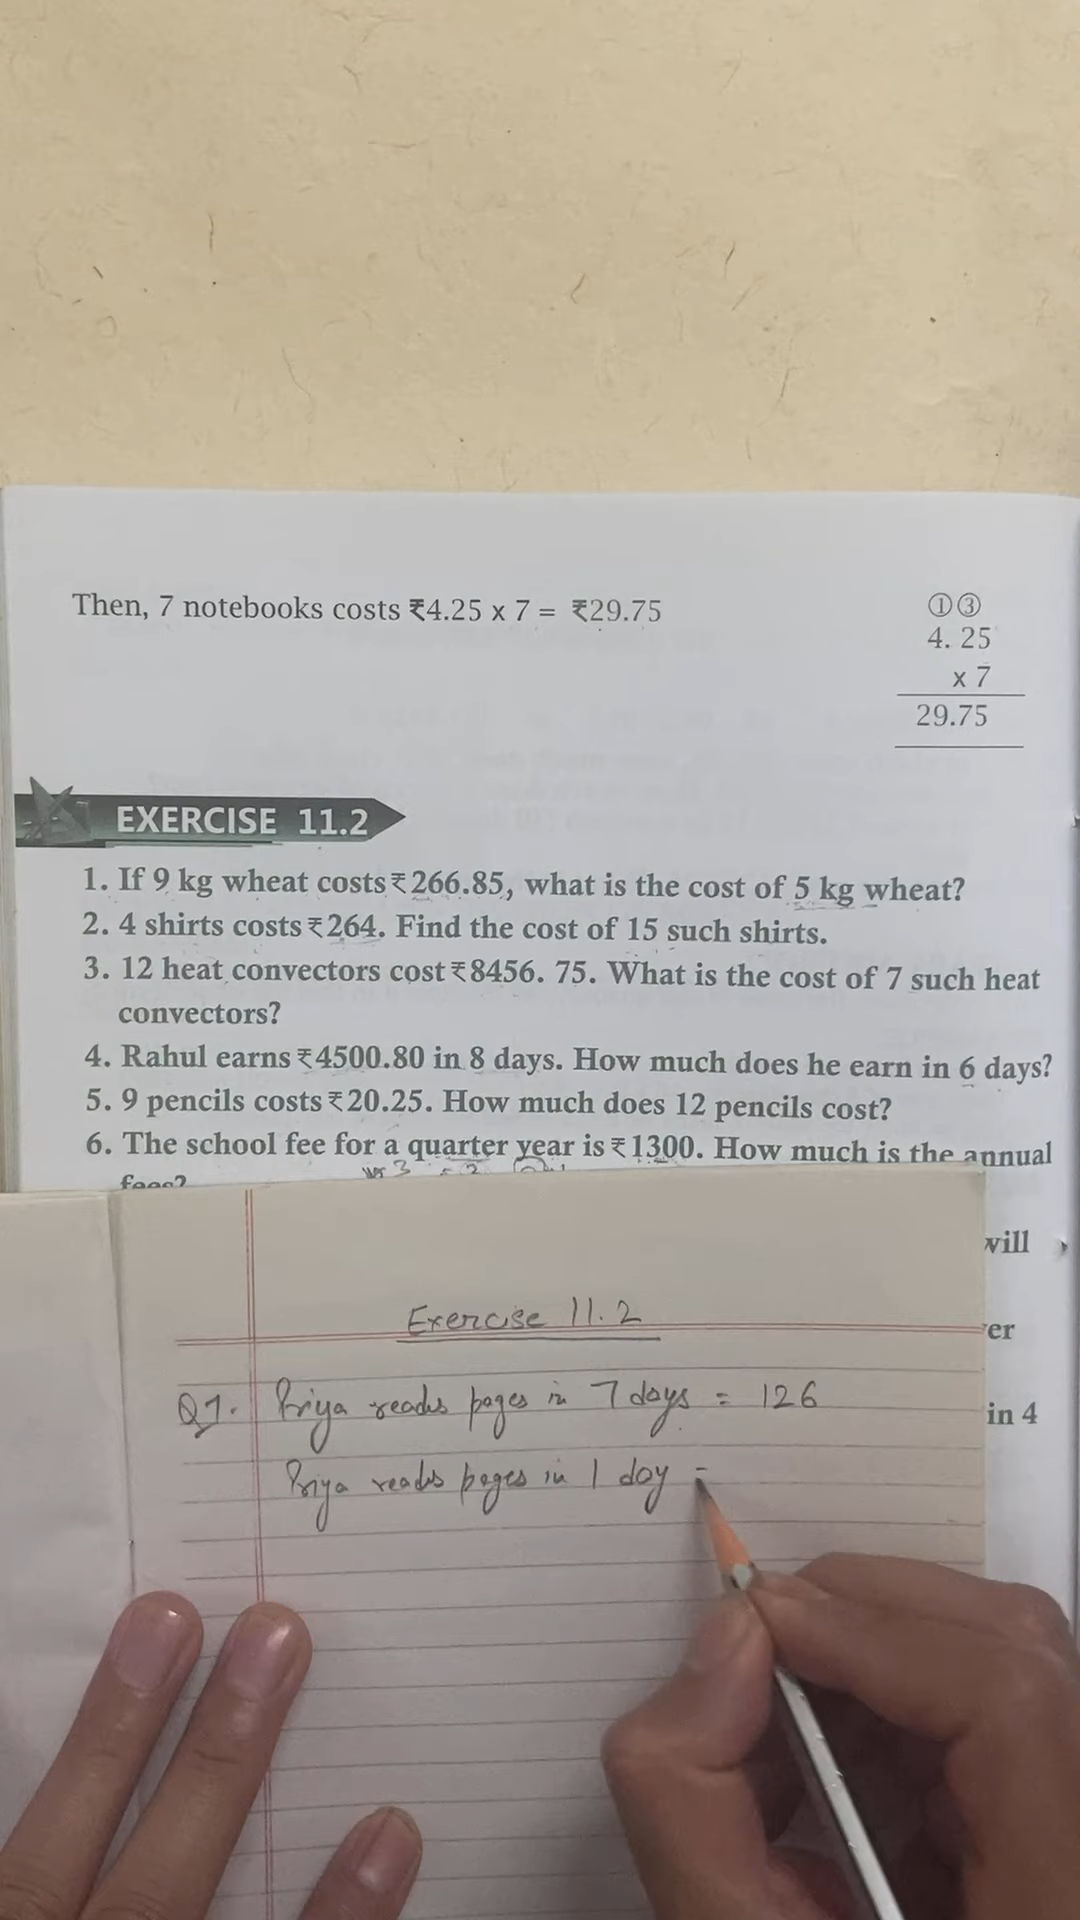 Then, 7 notebooks costs ₹4.25 x 7 = ₹29.75
①③
4. 25
x 7
29.75
EXERCISE 11.2
1. If 9 kg wheat costs ₹266.85, what is the cost of 5 kg wheat?
2. 4 shirts costs ₹264. Find the cost of 15 such shirts.
3. 12 heat convectors cost ₹8456. 75. What is the cost of 7 such heat
convectors?
4. Rahul earns ₹4500.80 in 8 days. How much does he earn in 6 days?
5. 9 pencils costs ₹20.25. How much does 12 pencils cost?
6. The school fee for a quarter year is ₹1300. How much is the annual
fees?
will
er
in 4
Exercise 11.2
Q7. Priya reads pages in 7 days = 126
Priya reads pages in 1 day =